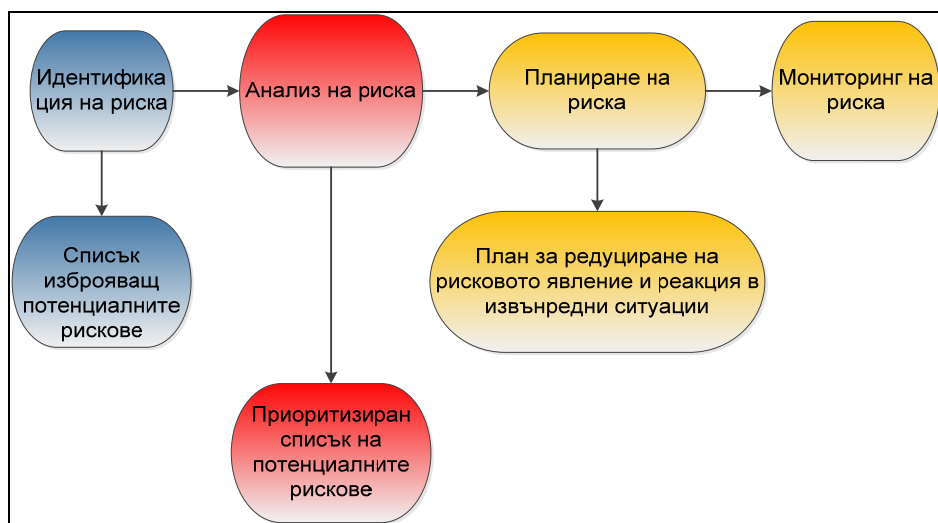 Идентифика
ция на риска
Анализ на риска
Планиране на
риска
Мониторинг на
риска
Списък
изброяващ
потенциалните
рискове
План за редуциране на
рисковото явление и реакция в
извънредни ситуации
Приоритизиран
списък на
потенциалните
рискове